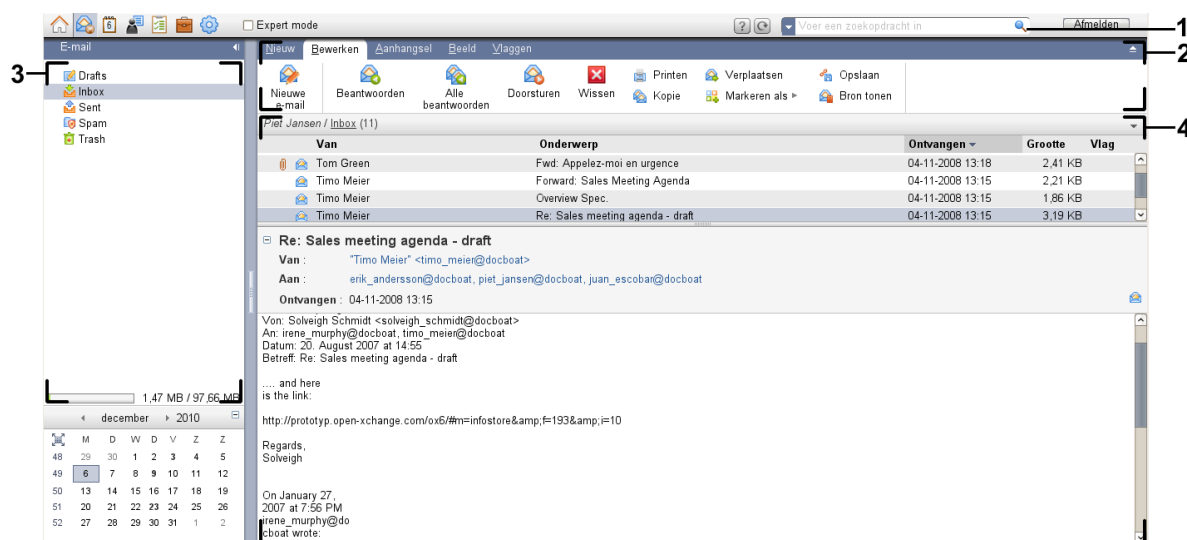 6
Expert mode
?
Voer een zoekopdracht in
Afmelden
1
E-mail
Nieuw Bewerken Aanhangsel Beeld Vlaggen
2
3
Drafts
Inbox
Sent
Spam
Trash
Nieuwe
e-mail
Beantwoorden
Alle
beantwoorden
Doorsturen
Wissen
Printen
Kopie
Verplaatsen
Markeren als
Opslaan
Bron tonen
Piet Jansen / Inbox (11)
4
Van Onderwerp Ontvangen Grootte Vlag
Tom Green Fwd: Appelez-moi en urgence 04-11-2008 13:18 2,41 KB
Timo Meier Forward: Sales Meeting Agenda 04-11-2008 13:15 2,21 KB
Timo Meier Overview Spec. 04-11-2008 13:15 1,86 KB
Timo Meier Re: Sales meeting agenda - draft 04-11-2008 13:15 3,19 KB
Re: Sales meeting agenda - draft
Van : "Timo Meier" <timo_meier@docboat>
Aan : erik_andersson@docboat, piet_jansen@docboat, juan_escobar@docboat
Ontvangen : 04-11-2008 13:15
Von: Solveigh Schmidt <solveigh_schmidt@docboat>
An: irene_murphy@docboat, timo_meier@docboat
Datum: 20. August 2007 at 14:55
Betreff: Re: Sales meeting agenda - draft
.... and here
is the link:
http://prototyp.open-xchange.com/ox6/#m=infostore&amp;f=193&amp;i=10
Regards,
Solveigh
On January 27,
2007 at 7:56 PM
irene_murphy@do
cboat wrote:
1,47 MB / 97,66 MB
december 2010
M D W D V Z Z
48 29 30 1 2 3 4 5
49 6 7 8 9 10 11 12
50 13 14 15 16 17 18 19
51 20 21 22 23 24 25 26
52 27 28 29 30 31 1 2